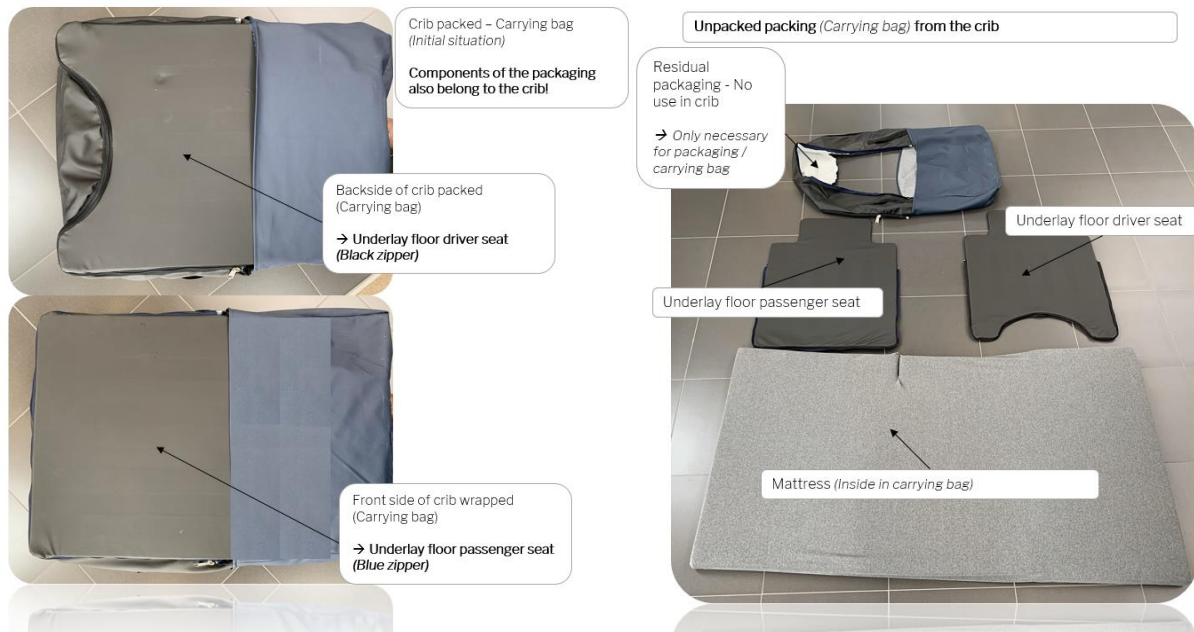 Crib packed – Carrying bag
(Initial situation)
Components of the packaging
also belong to the crib!
Backside of crib packed
(Carrying bag)
→ Underlay floor driver seat
(Black zipper)
Front side of crib wrapped
(Carrying bag)
→ Underlay floor passenger seat
(Blue zipper)
Unpacked packing (Carrying bag) from the crib
Residual
packaging - No
use in crib
→ Only necessary
for packaging /
carrying bag
Underlay floor driver seat
Underlay floor passenger seat
Mattress (Inside in carrying bag)